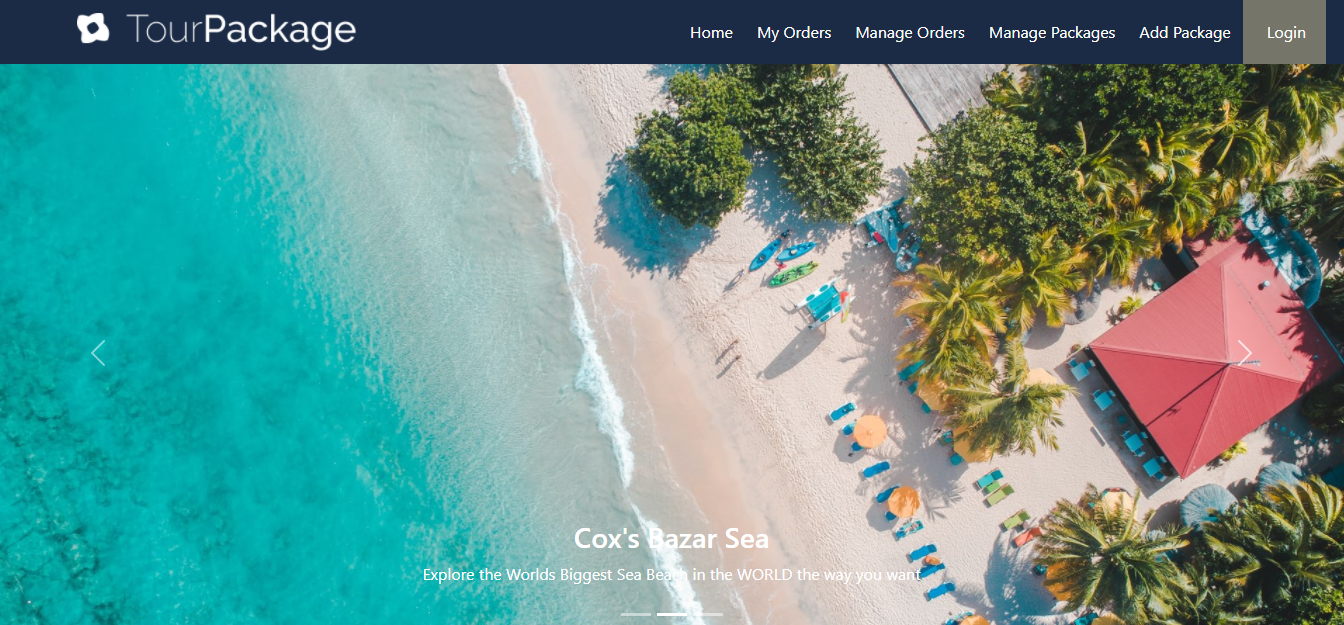 TourPackage
Home My Orders Manage Orders Manage Packages Add Package Login
Cox's Bazar Sea
Explore the Worlds Biggest Sea Beach in the WORLD the way you want